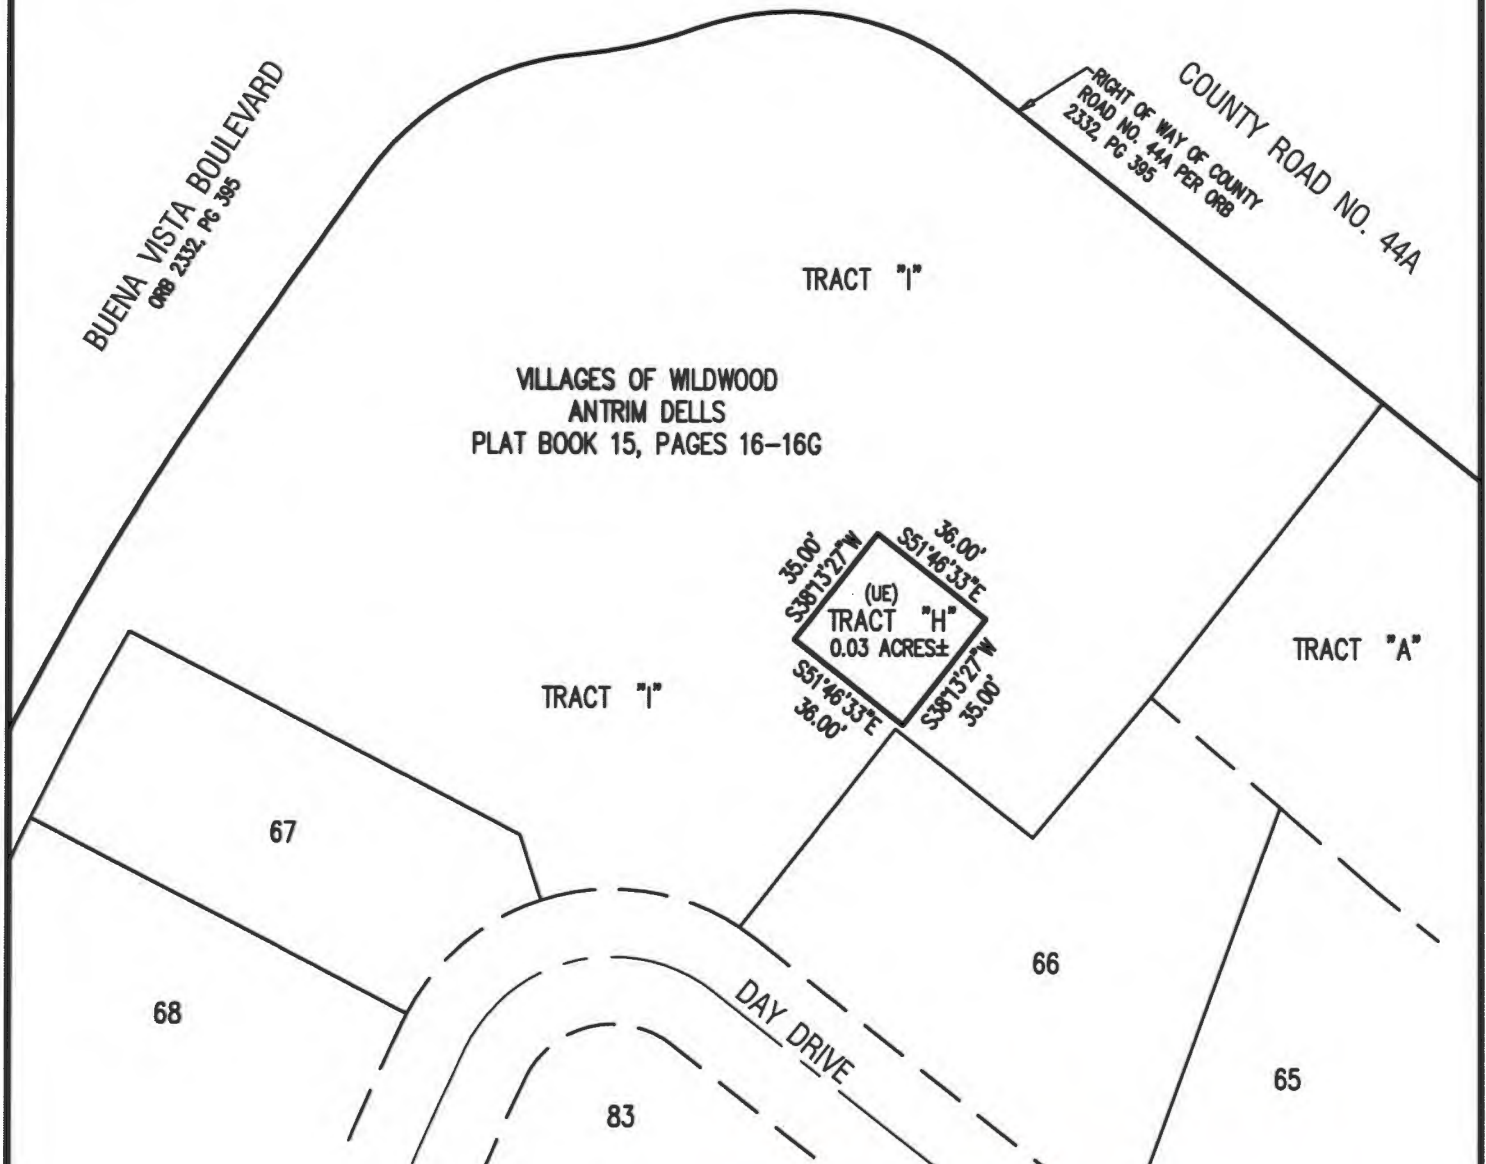 BUENA VISTA BOULEVARD
ORB 2332, PG 395
COUNTY ROAD NO. 44A
RIGHT OF WAY OF COUNTY
ROAD NO. 44A PER ORB
2332, PG 395
TRACT "I"
VILLAGES OF WILDWOOD
ANTRIM DELLS
PLAT BOOK 15, PAGES 16-16G
35.00'
S38°13'27"W
36.00'
S51°46'33"E
(UE)
TRACT "H"
0.03 ACRES±
S51°46'33"E
36.00'
S38°13'27"W
35.00'
TRACT "A"
TRACT "I"
67
68
66
DAY DRIVE
65
83